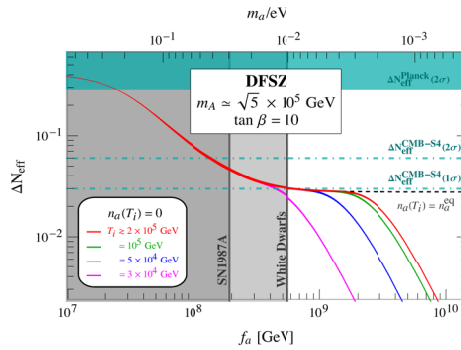 m_a/eV
10^-1 10^-2 10^-3
DFSZ
m_A ≃ √5 × 10^5 GeV
tan β = 10
ΔN_eff^Planck (2σ)
ΔN_eff^CMB−S4 (2σ)
ΔN_eff^CMB−S4 (1σ)
n_a(T_i) = n_a^eq
10^-1
10^-2
ΔN_eff
n_a(T_i) = 0
T_i ≳ 2 × 10^5 GeV
= 10^5 GeV
= 5 × 10^4 GeV
= 3 × 10^4 GeV
SN1987A
White Dwarfs
10^7 10^8 10^9 10^10
f_a [GeV]